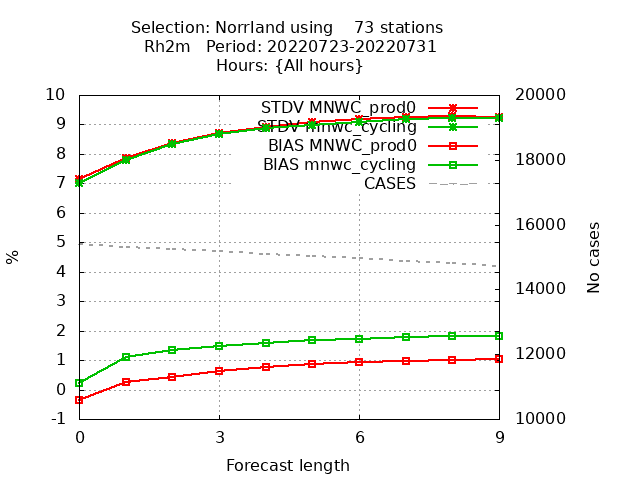 Selection: Norrland using    73 stations
Rh2m   Period: 20220723-20220731
Hours: {All hours}
STDV MNWC_prod0
STDV mnwc_cycling
BIAS MNWC_prod0
BIAS mnwc_cycling
CASES
10
9
8
7
6
5
4
3
2
1
0
-1
%
20000
18000
16000
14000
12000
10000
No cases
0 3 6 9
Forecast length